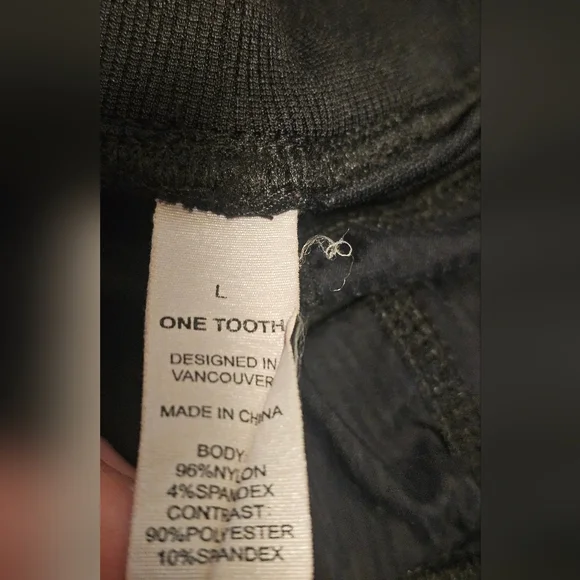 L
ONE TOOTH
DESIGNED IN
VANCOUVER
MADE IN CHINA
BODY:
96%NYLON
4%SPANDEX
CONTRAST:
90%POLYESTER
10%SPANDEX